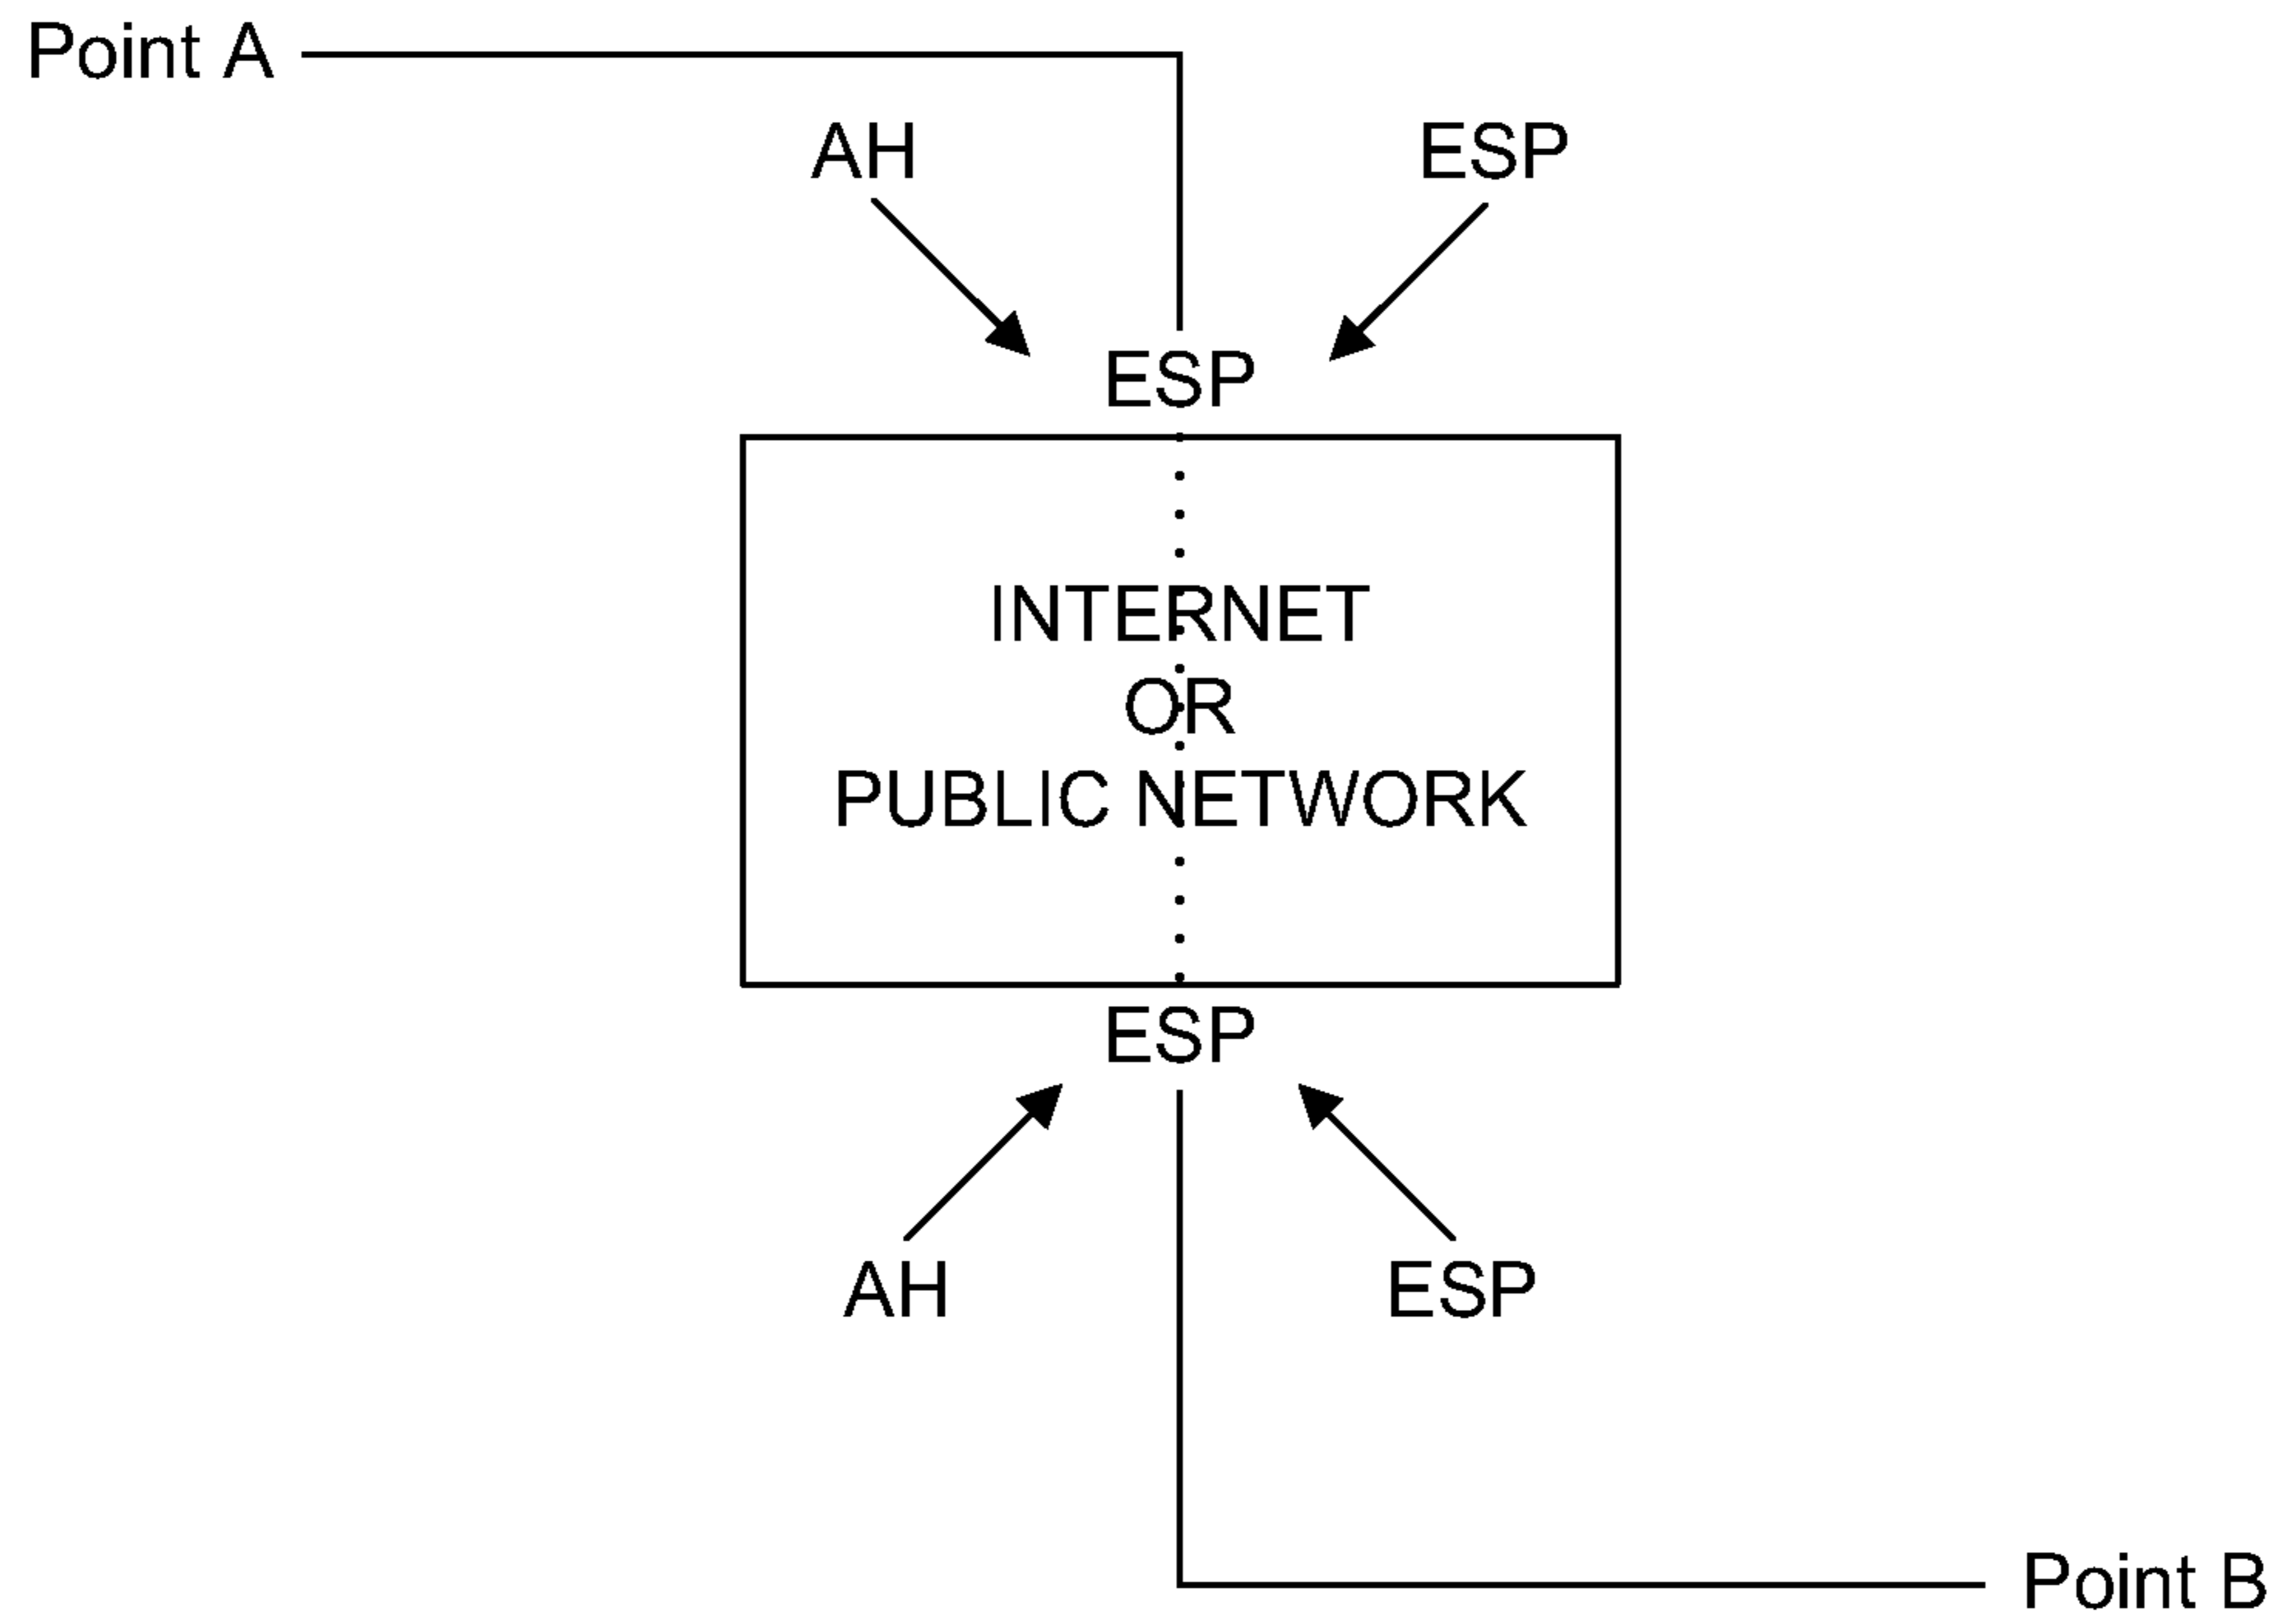 Point A
AH
ESP
ESP
INTERNET
OR
PUBLIC NETWORK
ESP
AH
ESP
Point B